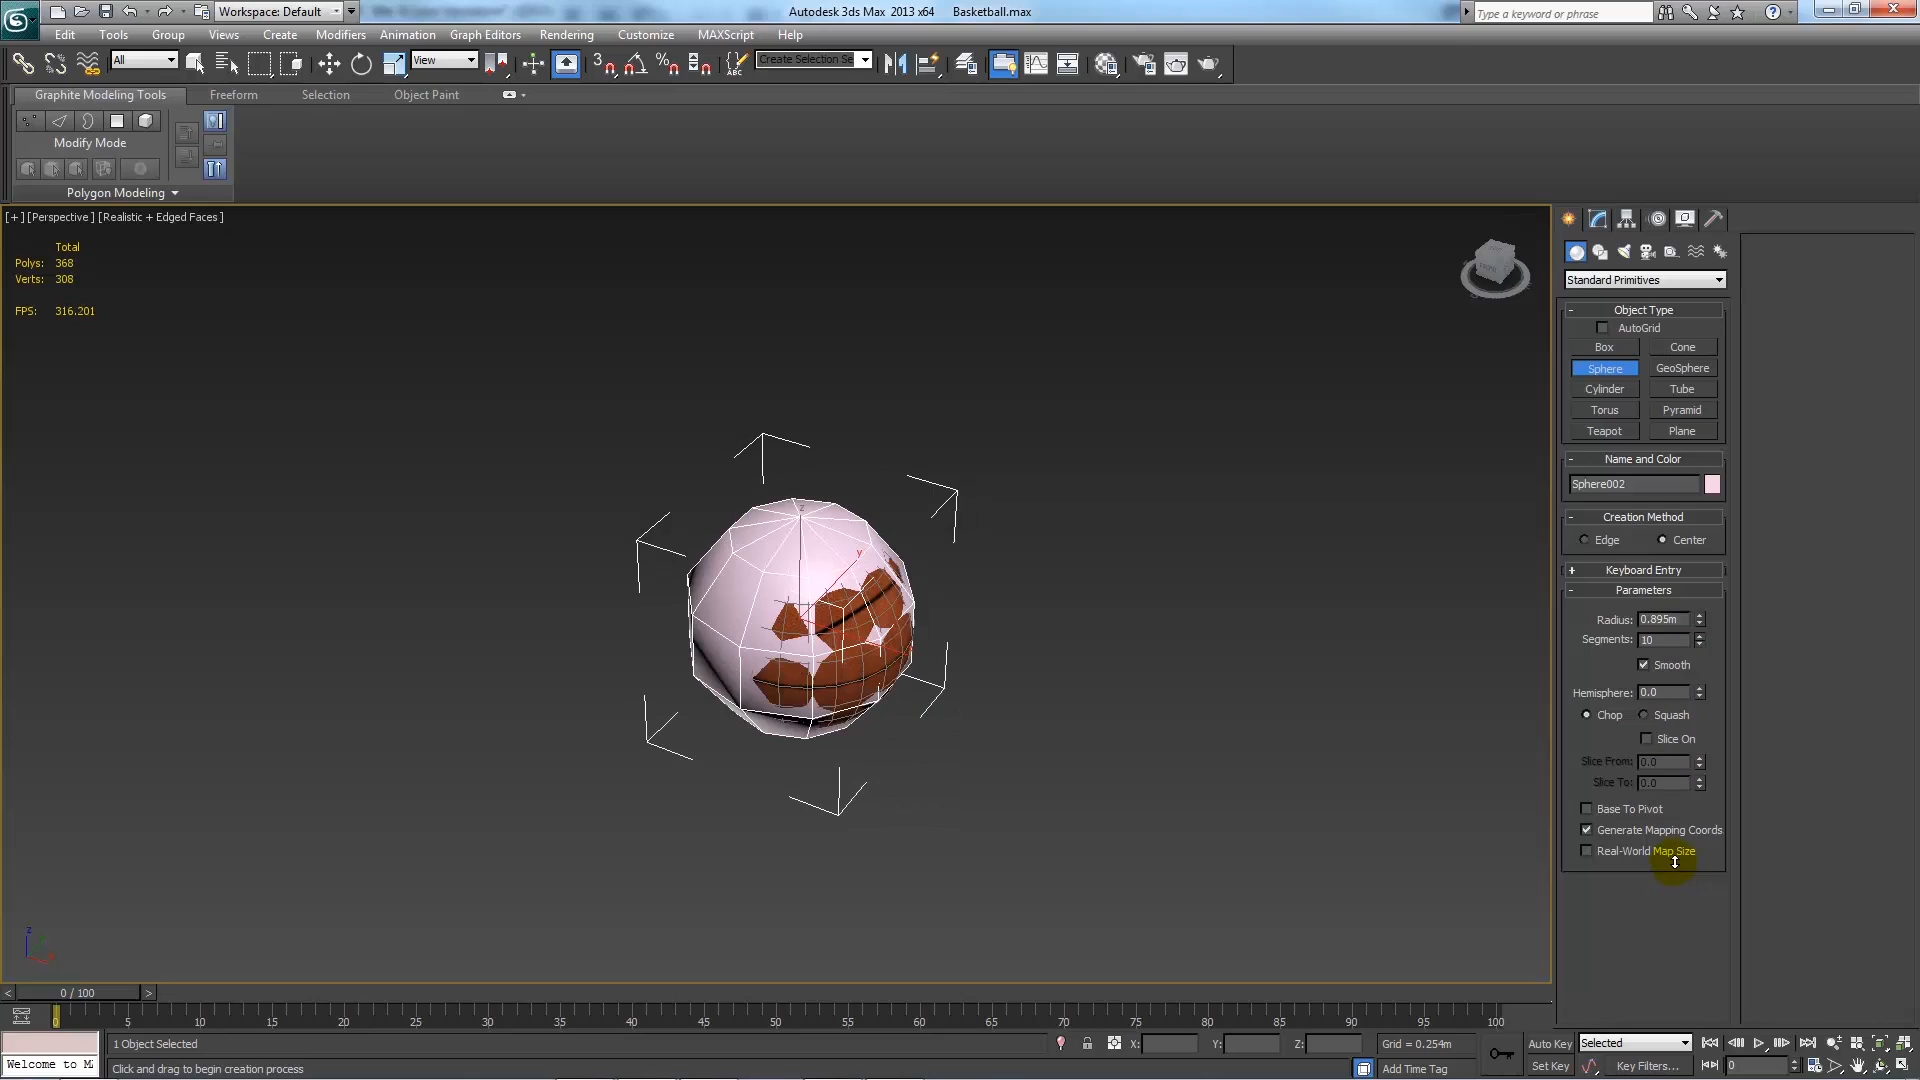 Workspace: Default
Autodesk 3ds Max 2013 x64 Basketball.max
Type a keyword or phrase
Edit Tools Group Views Create Modifiers Animation Graph Editors Rendering Customize MAXScript Help
All
View
3
ABC
Create Selection Se
Graphite Modeling Tools Freeform Selection Object Paint
Modify Mode
Polygon Modeling
[+] [Perspective] [Realistic + Edged Faces]
Total
Polys: 368
Verts: 308
FPS: 316.201
z
y
Standard Primitives
- Object Type
AutoGrid
Box Cone
Sphere GeoSphere
Cylinder Tube
Torus Pyramid
Teapot Plane
- Name and Color
Sphere002
- Creation Method
Edge Center
+ Keyboard Entry
- Parameters
Radius: 0.895m
Segments: 10
Smooth
Hemisphere: 0.0
Chop Squash
Slice On
Slice From: 0.0
Slice To: 0.0
Base To Pivot
Generate Mapping Coords
Real-World Map Size
z
< 0 / 100 >
0 5 10 15 20 25 30 35 40 45 50 55 60 65 70 75 80 85 90 95 100
1 Object Selected
X: Y: Z: Grid = 0.254m
Auto Key Selected
Welcome to M
Click and drag to begin creation process
Add Time Tag
Set Key Key Filters...
0